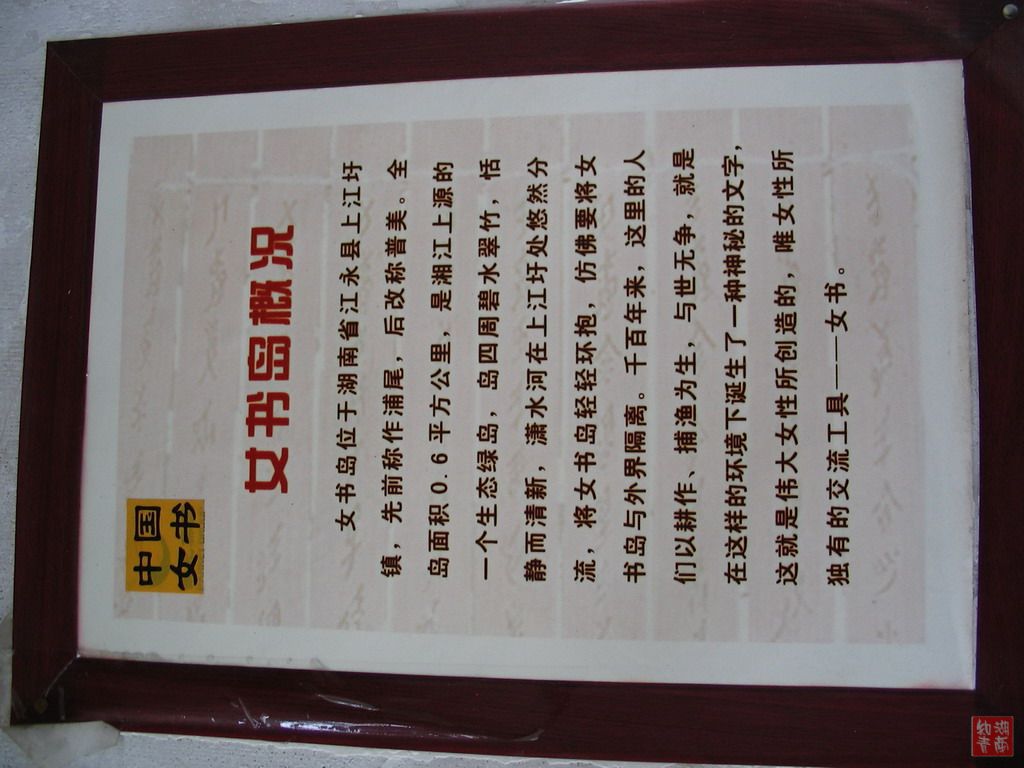 中国
女书
女书岛概况
女书岛位于湖南省江永县上江圩
镇，先前称作浦尾，后改称普美。全
岛面积0.6平方公里，是湘江上源的
一个生态绿岛，岛四周碧水翠竹，恬
静而清新，潇水河在上江圩处悠然分
流，将女书岛轻轻环抱，仿佛要将女
书岛与外界隔离。千百年来，这里的人
们以耕作、捕渔为生，与世无争，就是
在这样的环境下诞生了一种神秘的文字，
这就是伟大女性所创造的，唯女性所
独有的交流工具——女书。